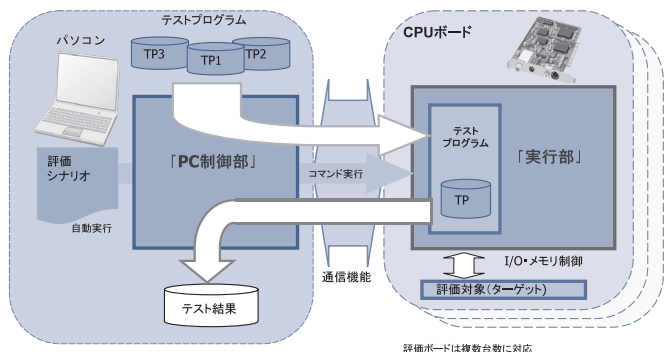 テストプログラム
パソコン
TP3
TP1
TP2
CPUボード
評価
シナリオ
自動実行
「PC制御部」
コマンド実行
テスト
プログラム
TP
「実行部」
通信機能
I/O・メモリ制御
評価対象(ターゲット)
テスト結果
評価ボードは複数台数に対応